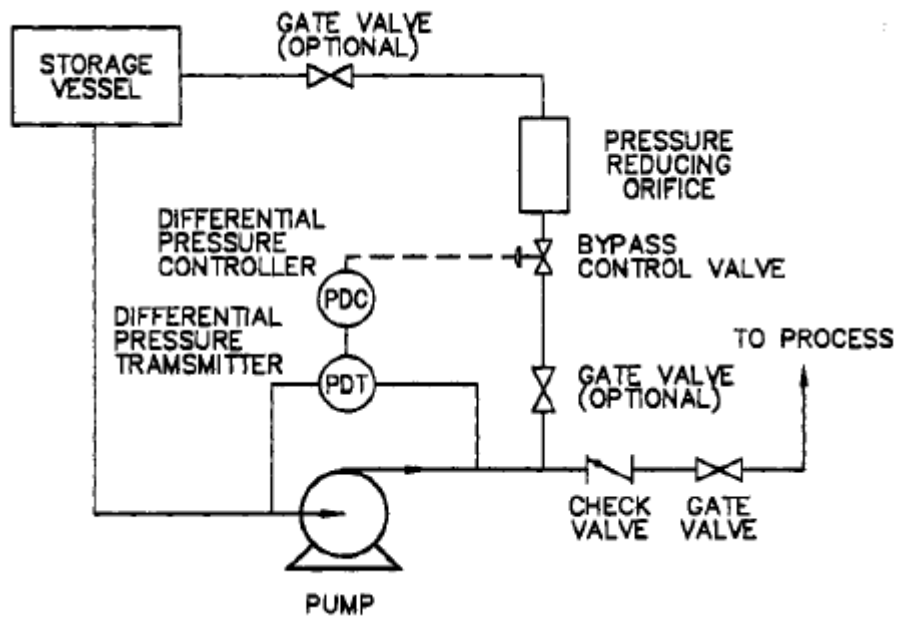 GATE VALVE
(OPTIONAL)
STORAGE
VESSEL
PRESSURE
REDUCING
ORIFICE
DIFFERENTIAL
PRESSURE
CONTROLLER
BYPASS
CONTROL VALVE
PDC
DIFFERENTIAL
PRESSURE
TRAMSMITTER
TO PROCESS
PDT
GATE VALVE
(OPTIONAL)
CHECK
VALVE
GATE
VALVE
PUMP